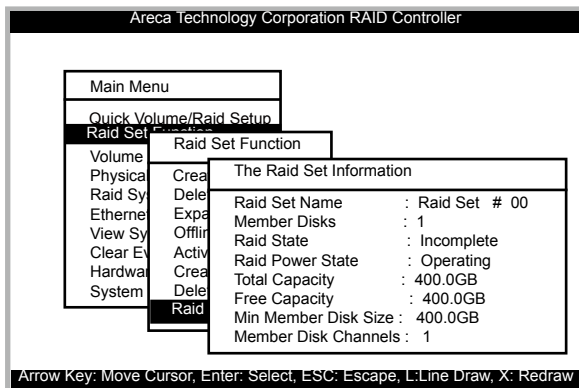 Areca Technology Corporation RAID Controller
Main Menu
Quick Volume/Raid Setup
Raid Set Function
Volume
Physical
Raid Sy
Etherne
View Sy
Clear Ev
Hardwar
System
Raid Set Function
Crea
Dele
Expa
Offlin
Activ
Crea
Dele
Raid
The Raid Set Information
Raid Set Name : Raid Set # 00
Member Disks : 1
Raid State : Incomplete
Raid Power State : Operating
Total Capacity : 400.0GB
Free Capacity : 400.0GB
Min Member Disk Size : 400.0GB
Member Disk Channels : 1
Arrow Key: Move Cursor, Enter: Select, ESC: Escape, L:Line Draw, X: Redraw